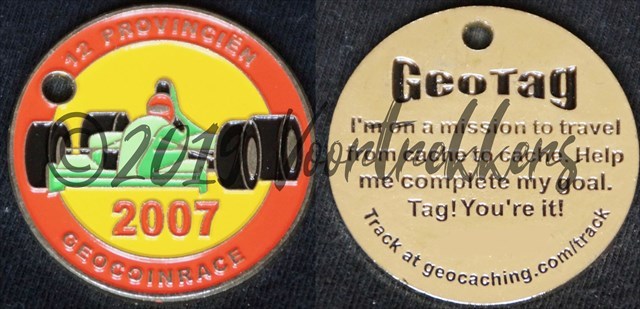 12 PROVINCIËN
2007
GEOCOINRACE
GeoTag
I'm on a mission to travel
from cache to cache. Help
me complete my goal.
Tag! You're it!
Track at geocaching.com/track
©2019 Voortrekkers